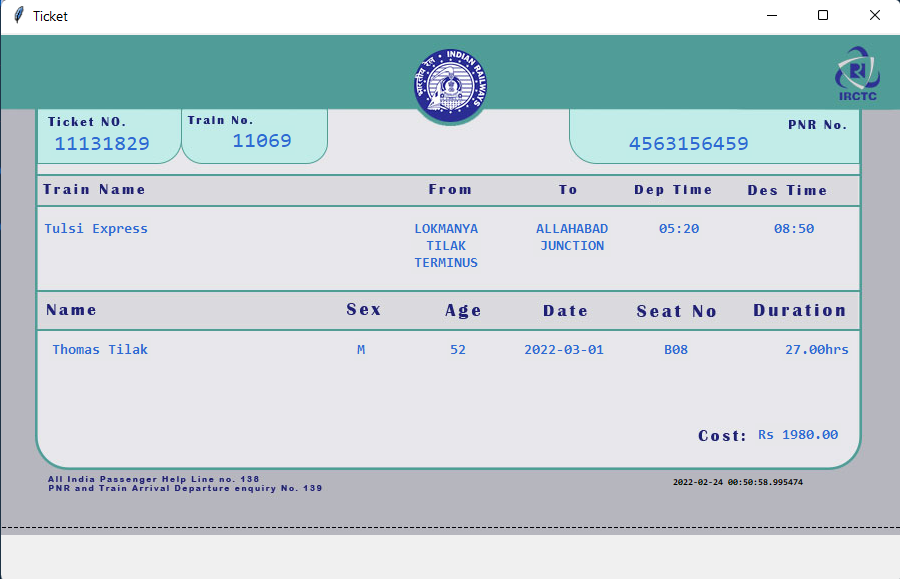 Ticket
भारतीय रेल • INDIAN RAILWAYS
IRCTC
Ticket NO.
11131829
Train No.
11069
PNR No.
4563156459
Train Name From To Dep Time Des Time
Tulsi Express LOKMANYA ALLAHABAD 05:20 08:50
TILAK JUNCTION
TERMINUS
Name Sex Age Date Seat No Duration
Thomas Tilak M 52 2022-03-01 B08 27.00hrs
Cost: Rs 1980.00
All India Passenger Help Line no. 138
PNR and Train Arrival Departure enquiry No. 139
2022-02-24 00:50:58.995474